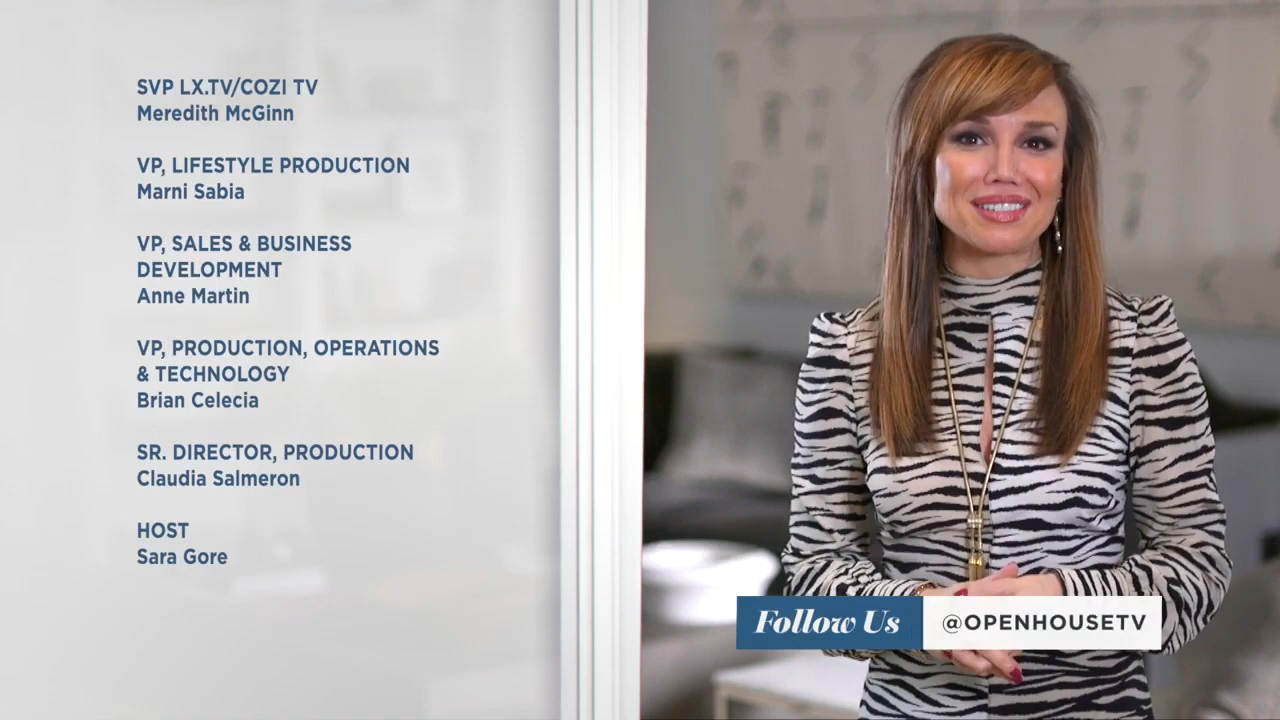 SVP LX.TV/COZI TV
Meredith McGinn
VP, LIFESTYLE PRODUCTION
Marni Sabia
VP, SALES & BUSINESS
DEVELOPMENT
Anne Martin
VP, PRODUCTION, OPERATIONS
& TECHNOLOGY
Brian Celecia
SR. DIRECTOR, PRODUCTION
Claudia Salmeron
HOST
Sara Gore
Follow Us @OPENHOUSETV